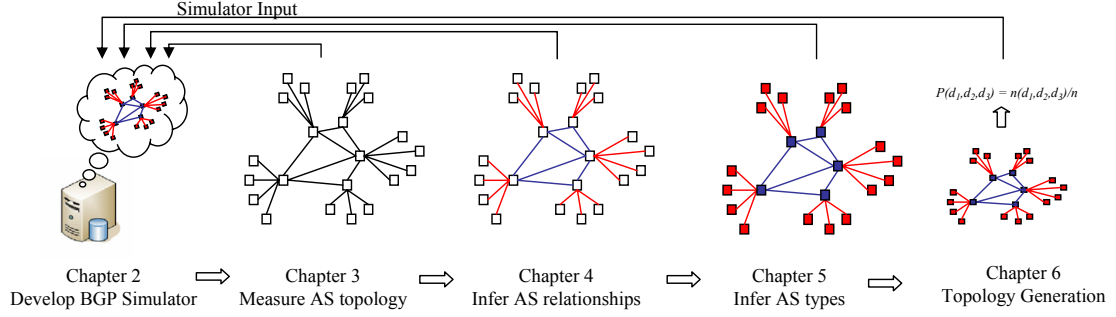 Simulator Input
P(d1,d2,d3) = n(d1,d2,d3)/n
Chapter 2
Develop BGP Simulator
Chapter 3
Measure AS topology
Chapter 4
Infer AS relationships
Chapter 5
Infer AS types
Chapter 6
Topology Generation